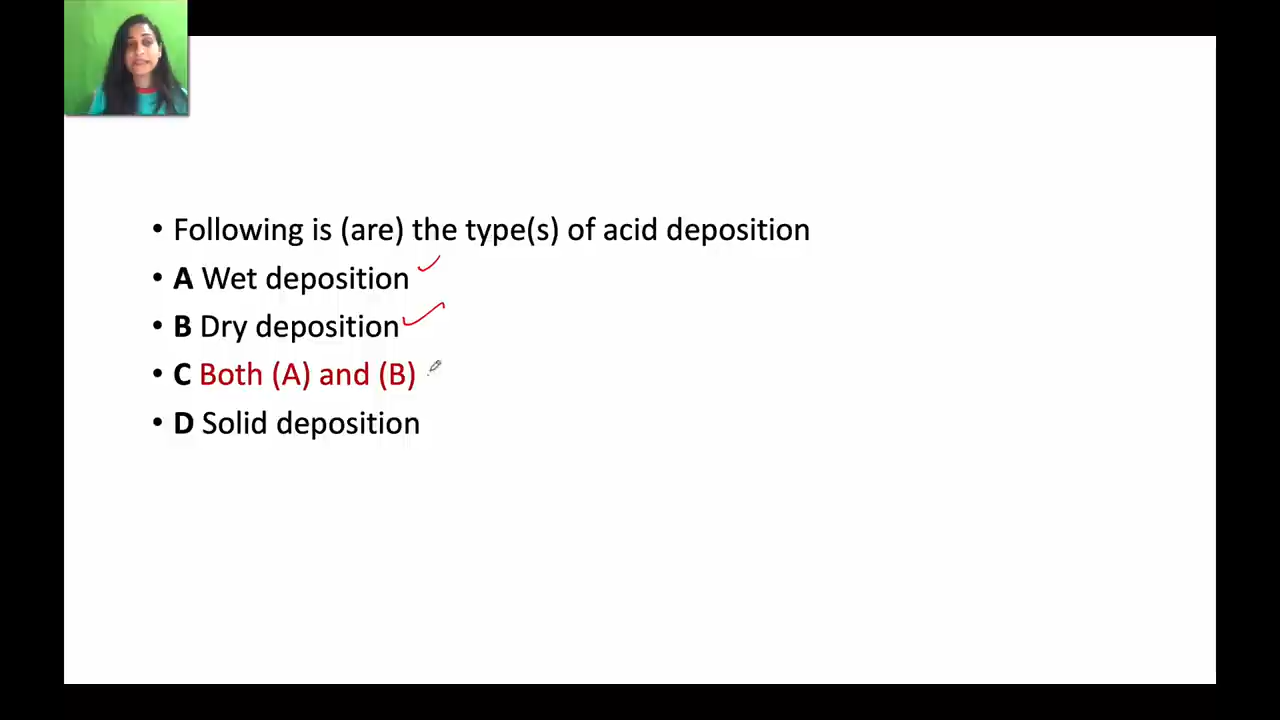 • Following is (are) the type(s) of acid deposition
• A Wet deposition
• B Dry deposition
• C Both (A) and (B)
• D Solid deposition